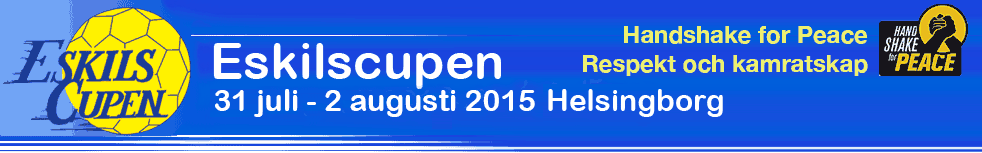 ESKILS
CUPEN
Eskilscupen
31 juli - 2 augusti 2015 Helsingborg
Handshake for Peace
Respekt och kamratskap
HAND
SHAKE
for PEACE